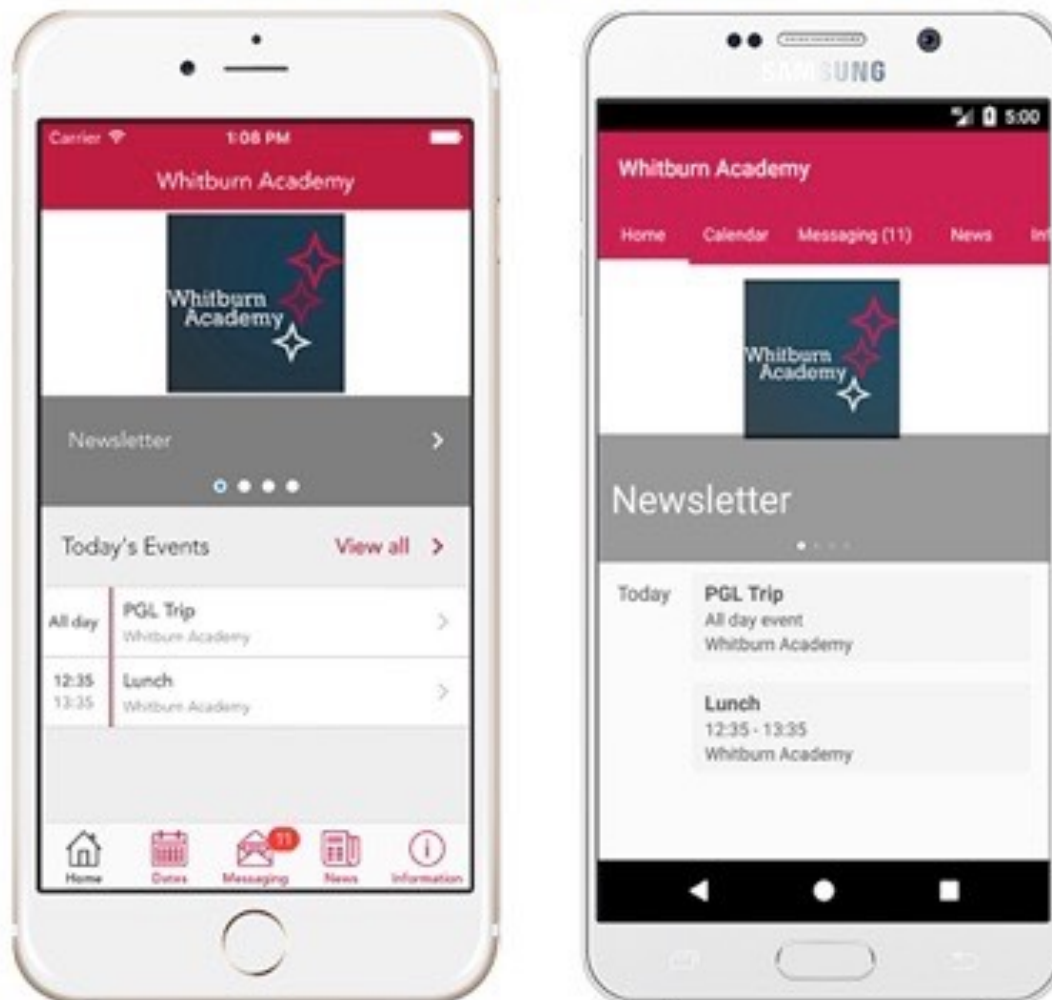 Carrier 1:08 PM
Whitburn Academy
Whitburn
Academy
Newsletter
Today's Events View all
All day PGL Trip
Whitburn Academy
12:35 Lunch
13:35 Whitburn Academy
Home Dates Messaging 11 News Information
SAMSUNG
5:00
Whitburn Academy
Home Calendar Messaging (11) News Inf
Whitburn
Academy
Newsletter
Today PGL Trip
All day event
Whitburn Academy
Lunch
12:35 - 13:35
Whitburn Academy